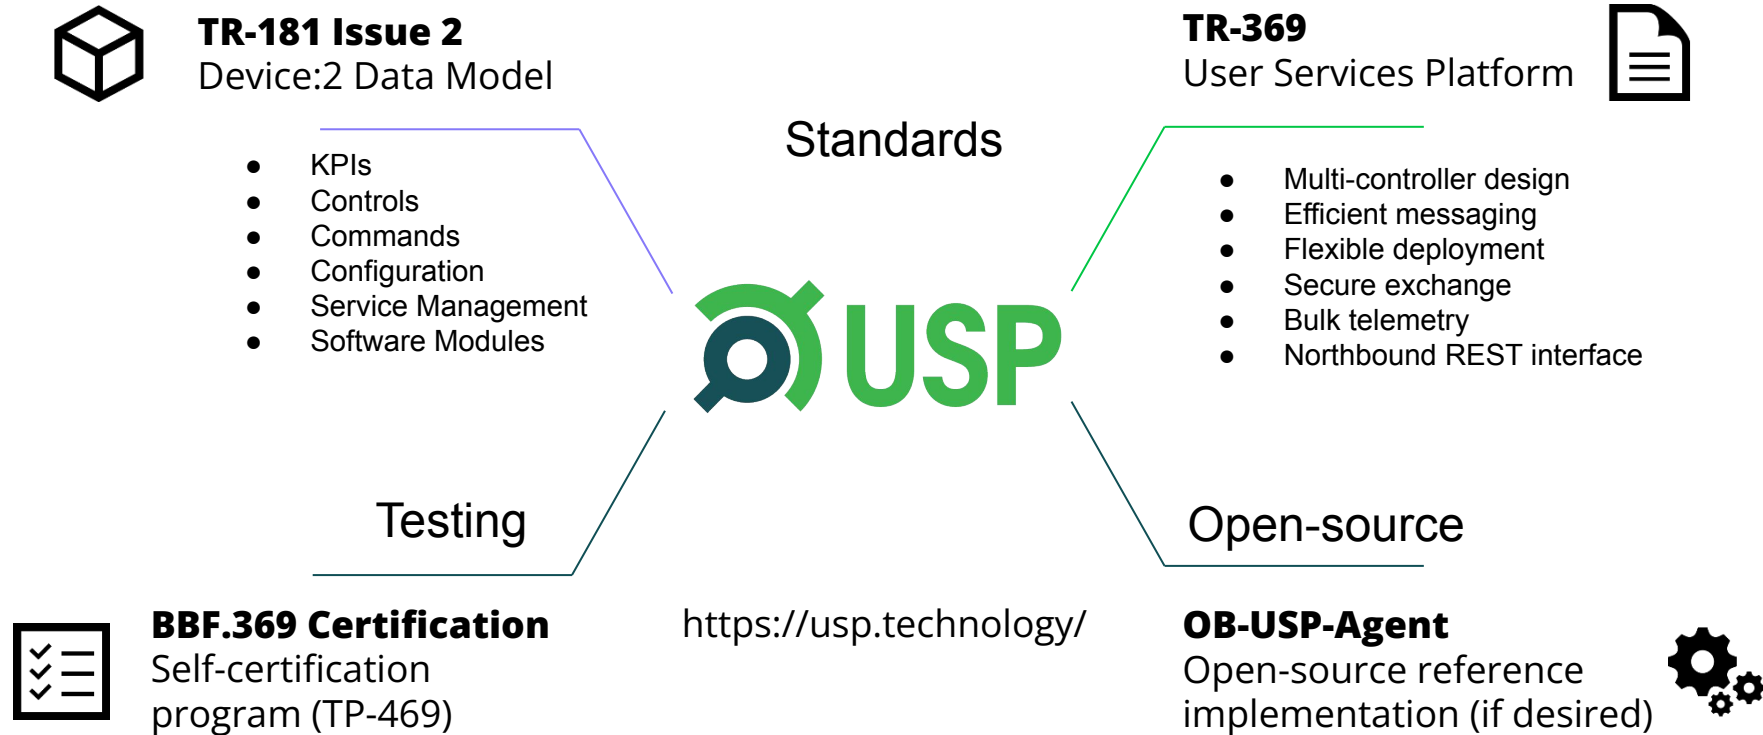 TR-181 Issue 2
Device:2 Data Model
● KPIs
● Controls
● Commands
● Configuration
● Service Management
● Software Modules
Standards
TR-369
User Services Platform
● Multi-controller design
● Efficient messaging
● Flexible deployment
● Secure exchange
● Bulk telemetry
● Northbound REST interface
USP
Testing
BBF.369 Certification
Self-certification
program (TP-469)
https://usp.technology/
Open-source
OB-USP-Agent
Open-source reference
implementation (if desired)